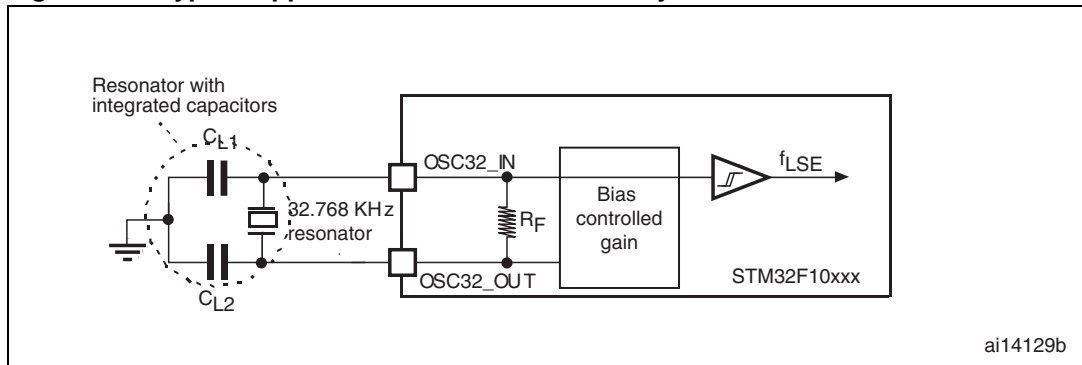 Resonator with
integrated capacitors
CL1
OSC32_IN
fLSE
32.768 KHz
resonator
RF
Bias
controlled
gain
OSC32_OUT
STM32F10xxx
CL2
ai14129b